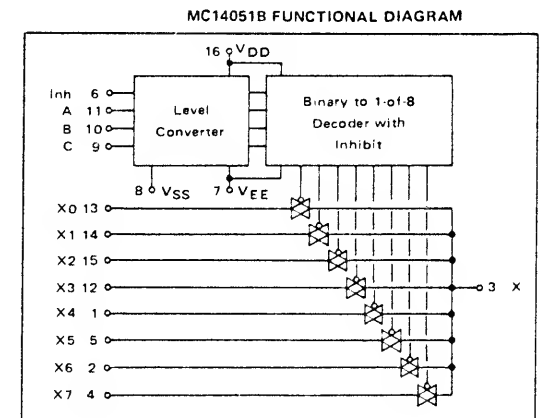 MC14051B FUNCTIONAL DIAGRAM
16 VDD
Inh 6
A 11
B 10
C 9
Level
Converter
Binary to 1-of-8
Decoder with
Inhibit
8 VSS
7 VEE
X0 13
X1 14
X2 15
X3 12
X4 1
X5 5
X6 2
X7 4
3 X